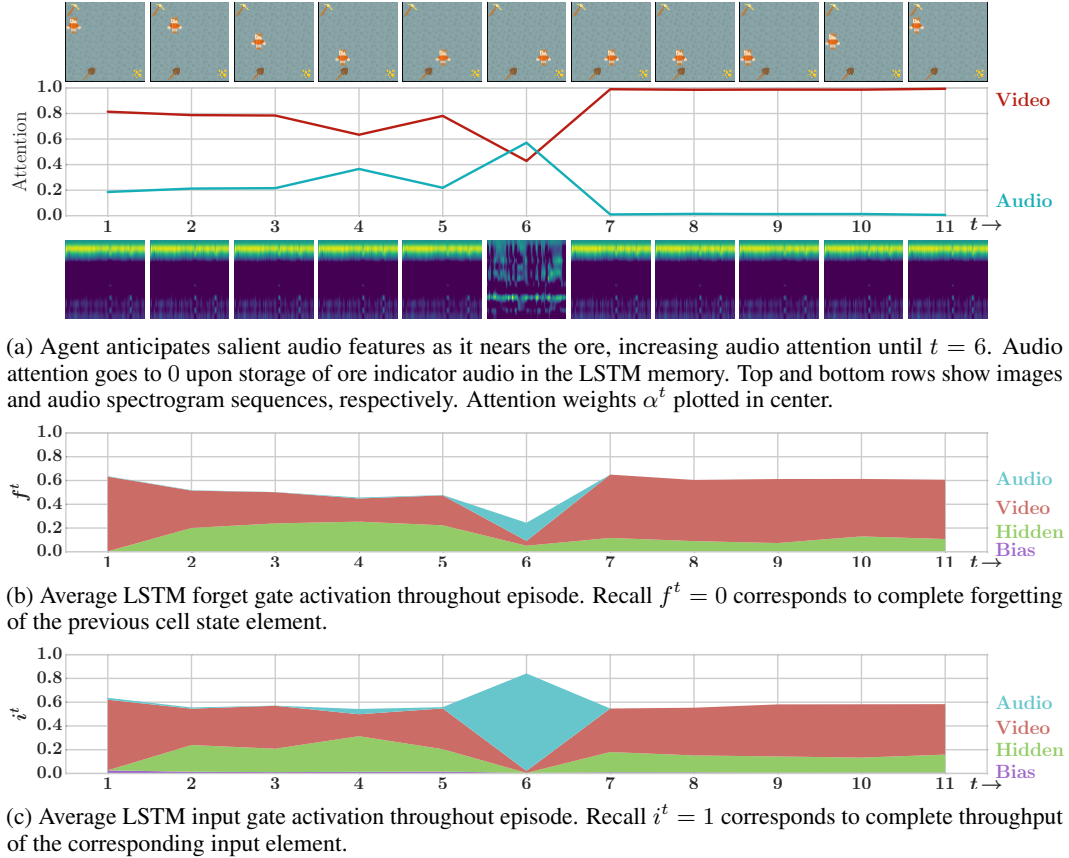 1.0
0.8
0.6
0.4
0.2
0.0
Attention
Video
Audio
1 2 3 4 5 6 7 8 9 10 11 t →
(a) Agent anticipates salient audio features as it nears the ore, increasing audio attention until t = 6. Audio
attention goes to 0 upon storage of ore indicator audio in the LSTM memory. Top and bottom rows show images
and audio spectrogram sequences, respectively. Attention weights α^t plotted in center.
1.0
0.8
0.6
0.4
0.2
0.0
f^t
Audio
Video
Hidden
Bias
1 2 3 4 5 6 7 8 9 10 11 t →
(b) Average LSTM forget gate activation throughout episode. Recall f^t = 0 corresponds to complete forgetting
of the previous cell state element.
1.0
0.8
0.6
0.4
0.2
0.0
i^t
Audio
Video
Hidden
Bias
1 2 3 4 5 6 7 8 9 10 11 t →
(c) Average LSTM input gate activation throughout episode. Recall i^t = 1 corresponds to complete throughput
of the corresponding input element.